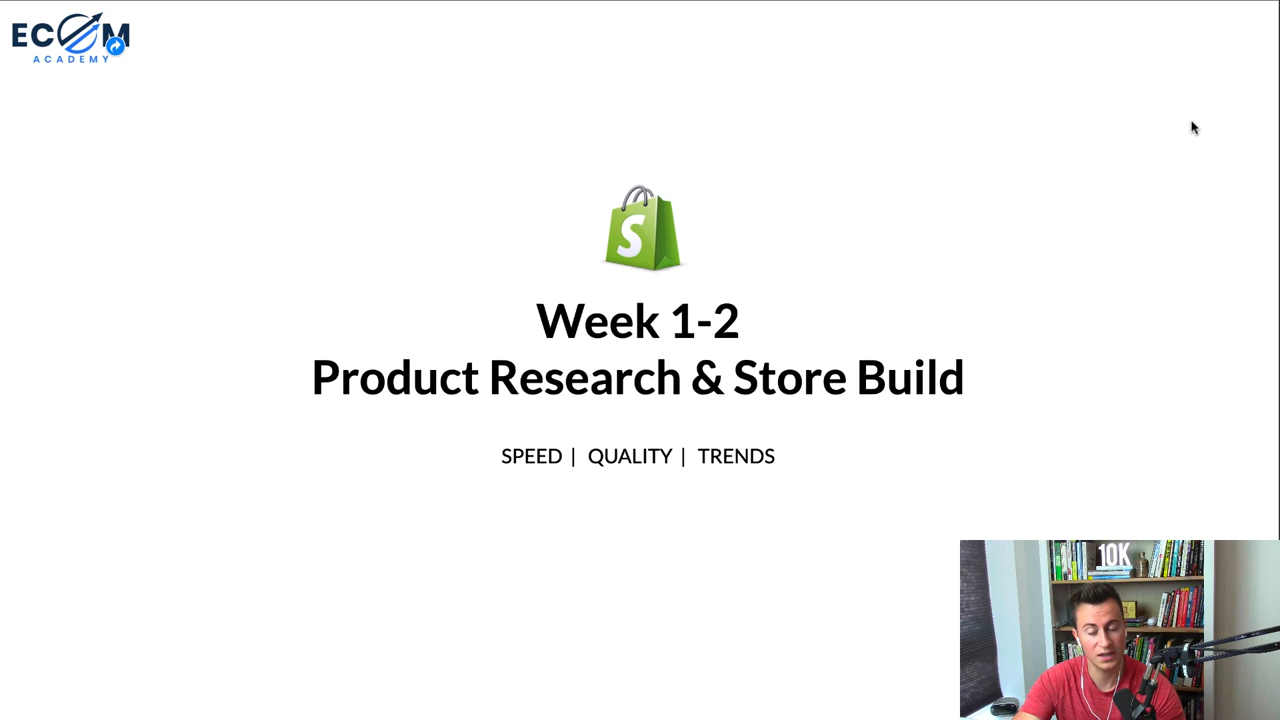 ECOM
ACADEMY
S
Week 1-2
Product Research & Store Build
SPEED | QUALITY | TRENDS
10K